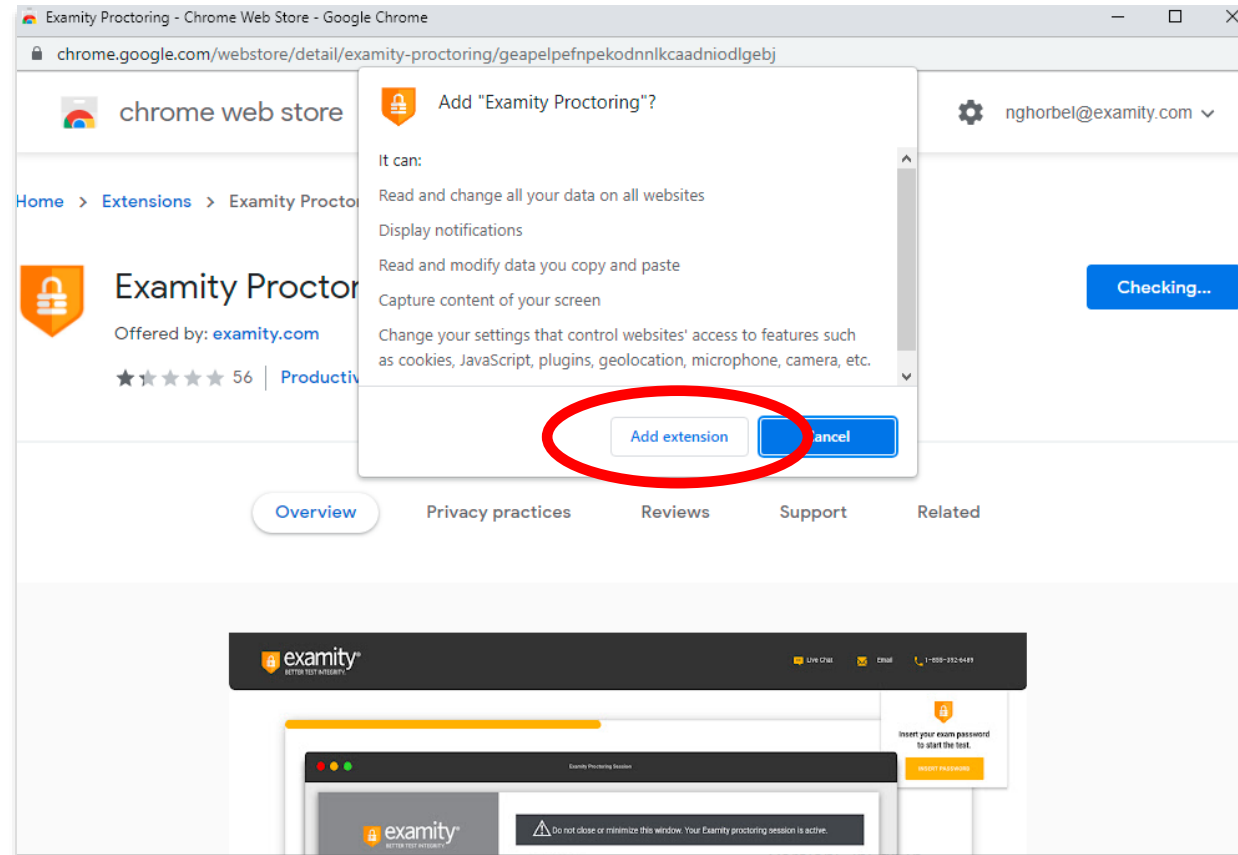 Examity Proctoring - Chrome Web Store - Google Chrome
chrome.google.com/webstore/detail/examity-proctoring/geapelpefnpekodnnlkcaadniodlgebj
chrome web store
Add "Examity Proctoring"?
nghorbel@examity.com
It can:
Read and change all your data on all websites
Display notifications
Read and modify data you copy and paste
Capture content of your screen
Change your settings that control websites' access to features such
as cookies, JavaScript, plugins, geolocation, microphone, camera, etc.
Add extension
Cancel
Home > Extensions > Examity Procto
Examity Proctor
Checking...
Offered by: examity.com
56 | Productiv
Overview Privacy practices Reviews Support Related
examity
BETTER TEST INTEGRITY
Live Chat Email
Insert your exam password
to start the test.
INSERT PASSWORD
Examity Proctoring Session
examity
BETTER TEST INTEGRITY
Do not close or minimize this window. Your Examity proctoring session is active.